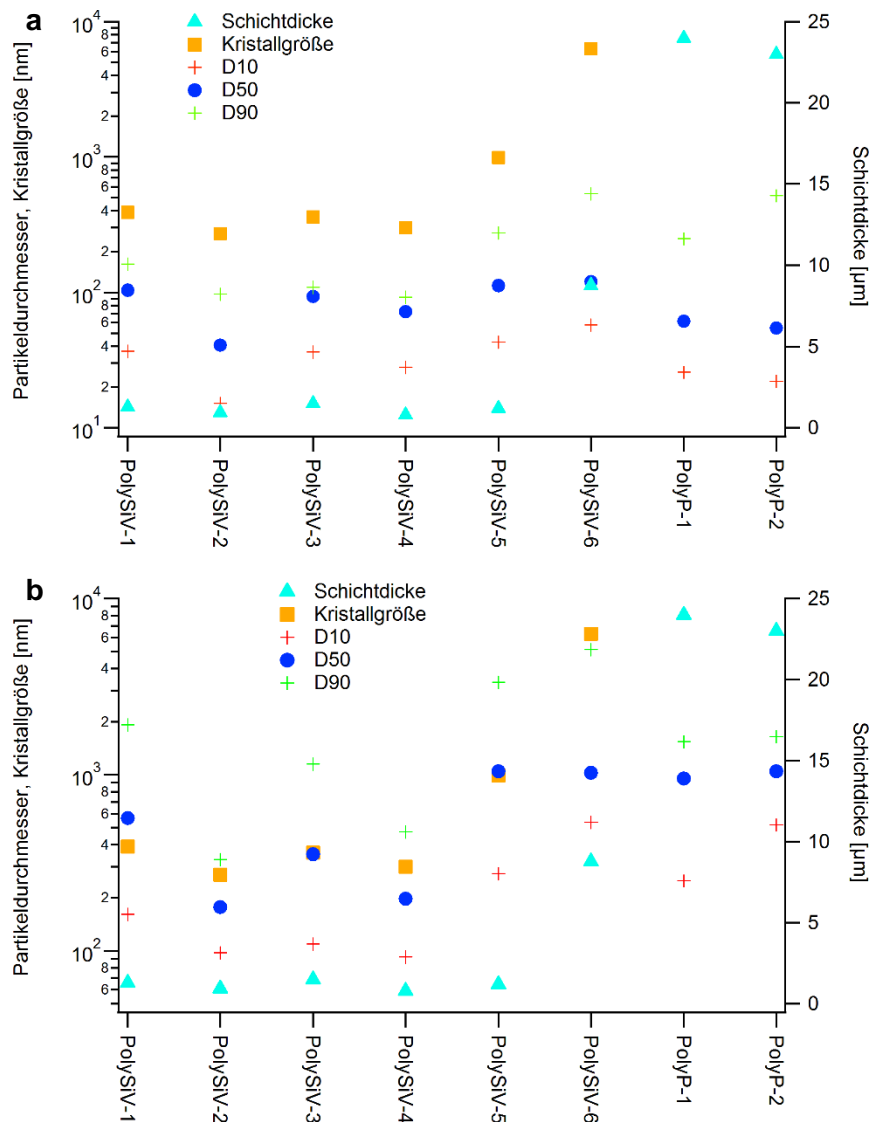 a
Schichtdicke
Kristallgröße
D10
D50
D90
Partikeldurchmesser, Kristallgröße [nm]
10⁴
8
6
4
2
10³
8
6
4
2
10²
8
6
4
2
10¹
25
20
15
10
5
0
Schichtdicke [µm]
PolySiV-1
PolySiV-2
PolySiV-3
PolySiV-4
PolySiV-5
PolySiV-6
PolyP-1
PolyP-2
b
Schichtdicke
Kristallgröße
D10
D50
D90
Partikeldurchmesser, Kristallgröße [nm]
10⁴
8
6
4
2
10³
8
6
4
2
10²
8
6
25
20
15
10
5
0
Schichtdicke [µm]
PolySiV-1
PolySiV-2
PolySiV-3
PolySiV-4
PolySiV-5
PolySiV-6
PolyP-1
PolyP-2